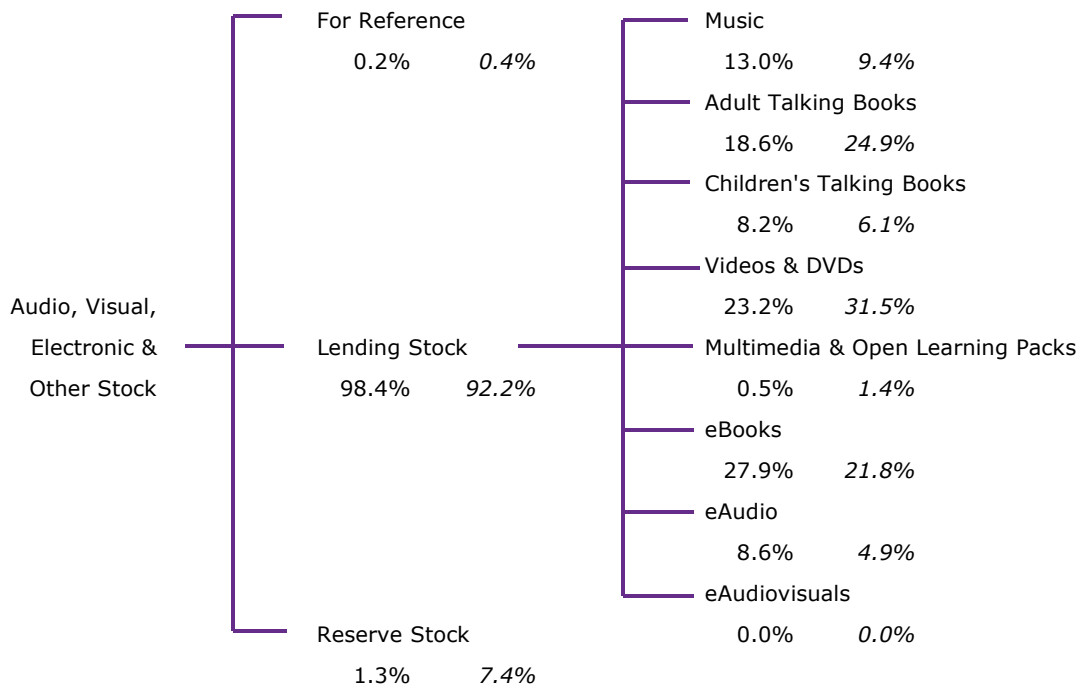 Audio, Visual,
Electronic &
Other Stock
For Reference
0.2% 0.4%
Lending Stock
98.4% 92.2%
Reserve Stock
1.3% 7.4%
Music
13.0% 9.4%
Adult Talking Books
18.6% 24.9%
Children's Talking Books
8.2% 6.1%
Videos & DVDs
23.2% 31.5%
Multimedia & Open Learning Packs
0.5% 1.4%
eBooks
27.9% 21.8%
eAudio
8.6% 4.9%
eAudiovisuals
0.0% 0.0%